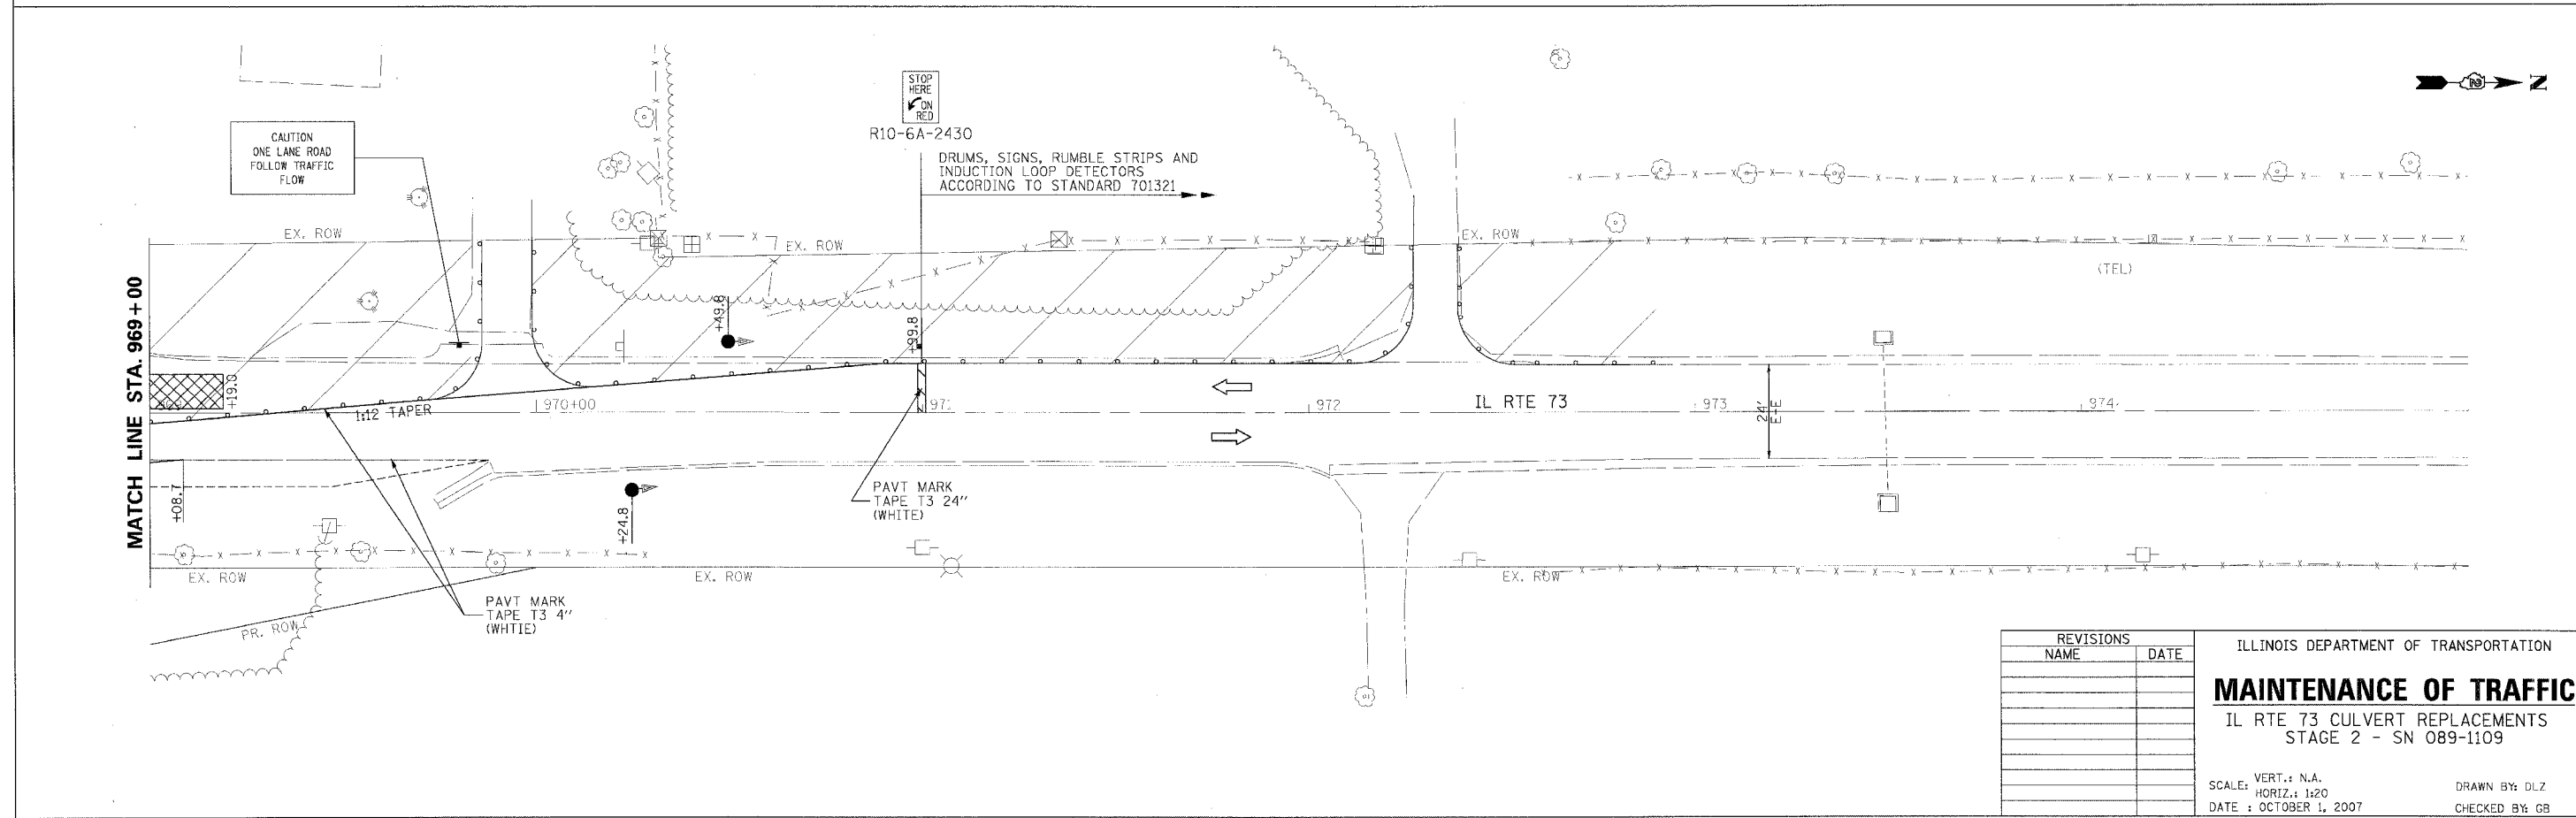 STOP
HERE
ON
RED
R10-6A-2430
N
CAUTION
ONE LANE ROAD
FOLLOW TRAFFIC
FLOW
DRUMS, SIGNS, RUMBLE STRIPS AND
INDUCTION LOOP DETECTORS
ACCORDING TO STANDARD 701321
EX. ROW
EX. ROW
EX. ROW
(TEL)
MATCH LINE STA. 969+00
+49.8
+39.8
+19.0
1:12 TAPER
970+00
971
972
IL RTE 73
973
24'
E-E
974
+08.7
+24.8
PAVT MARK
TAPE T3 24''
(WHITE)
EX. ROW
EX. ROW
EX. ROW
PR. ROW
PAVT MARK
TAPE T3 4''
(WHTIE)
REVISIONS
NAME
DATE
ILLINOIS DEPARTMENT OF TRANSPORTATION
MAINTENANCE OF TRAFFIC
IL RTE 73 CULVERT REPLACEMENTS
STAGE 2 - SN 089-1109
SCALE: VERT.: N.A.
HORIZ.: 1:20
DATE : OCTOBER 1, 2007
DRAWN BY: DLZ
CHECKED BY: GB